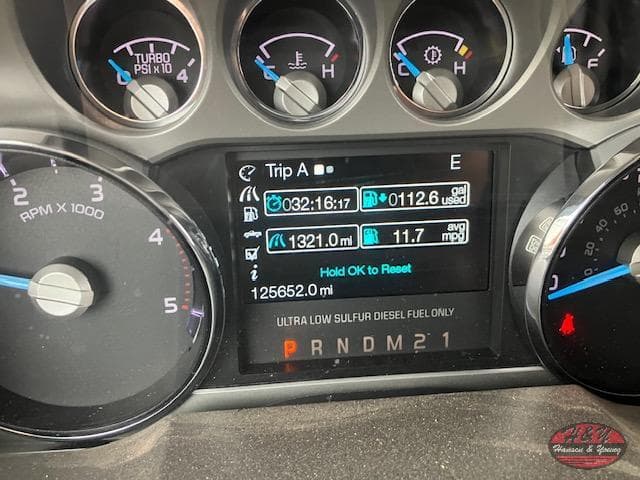 TURBO
PSI X 10
0 4
C H
C H
F
Trip A E
0032:16:17 0112.6 gal used
1321.0 mi 11.7 avg mpg
Hold OK to Reset
125652.0 mi
ULTRA LOW SULFUR DIESEL FUEL ONLY
P R N D M 2 1
2 3 4 5
RPM X 1000
0 20 40 60
H&Y
Hansen & Young